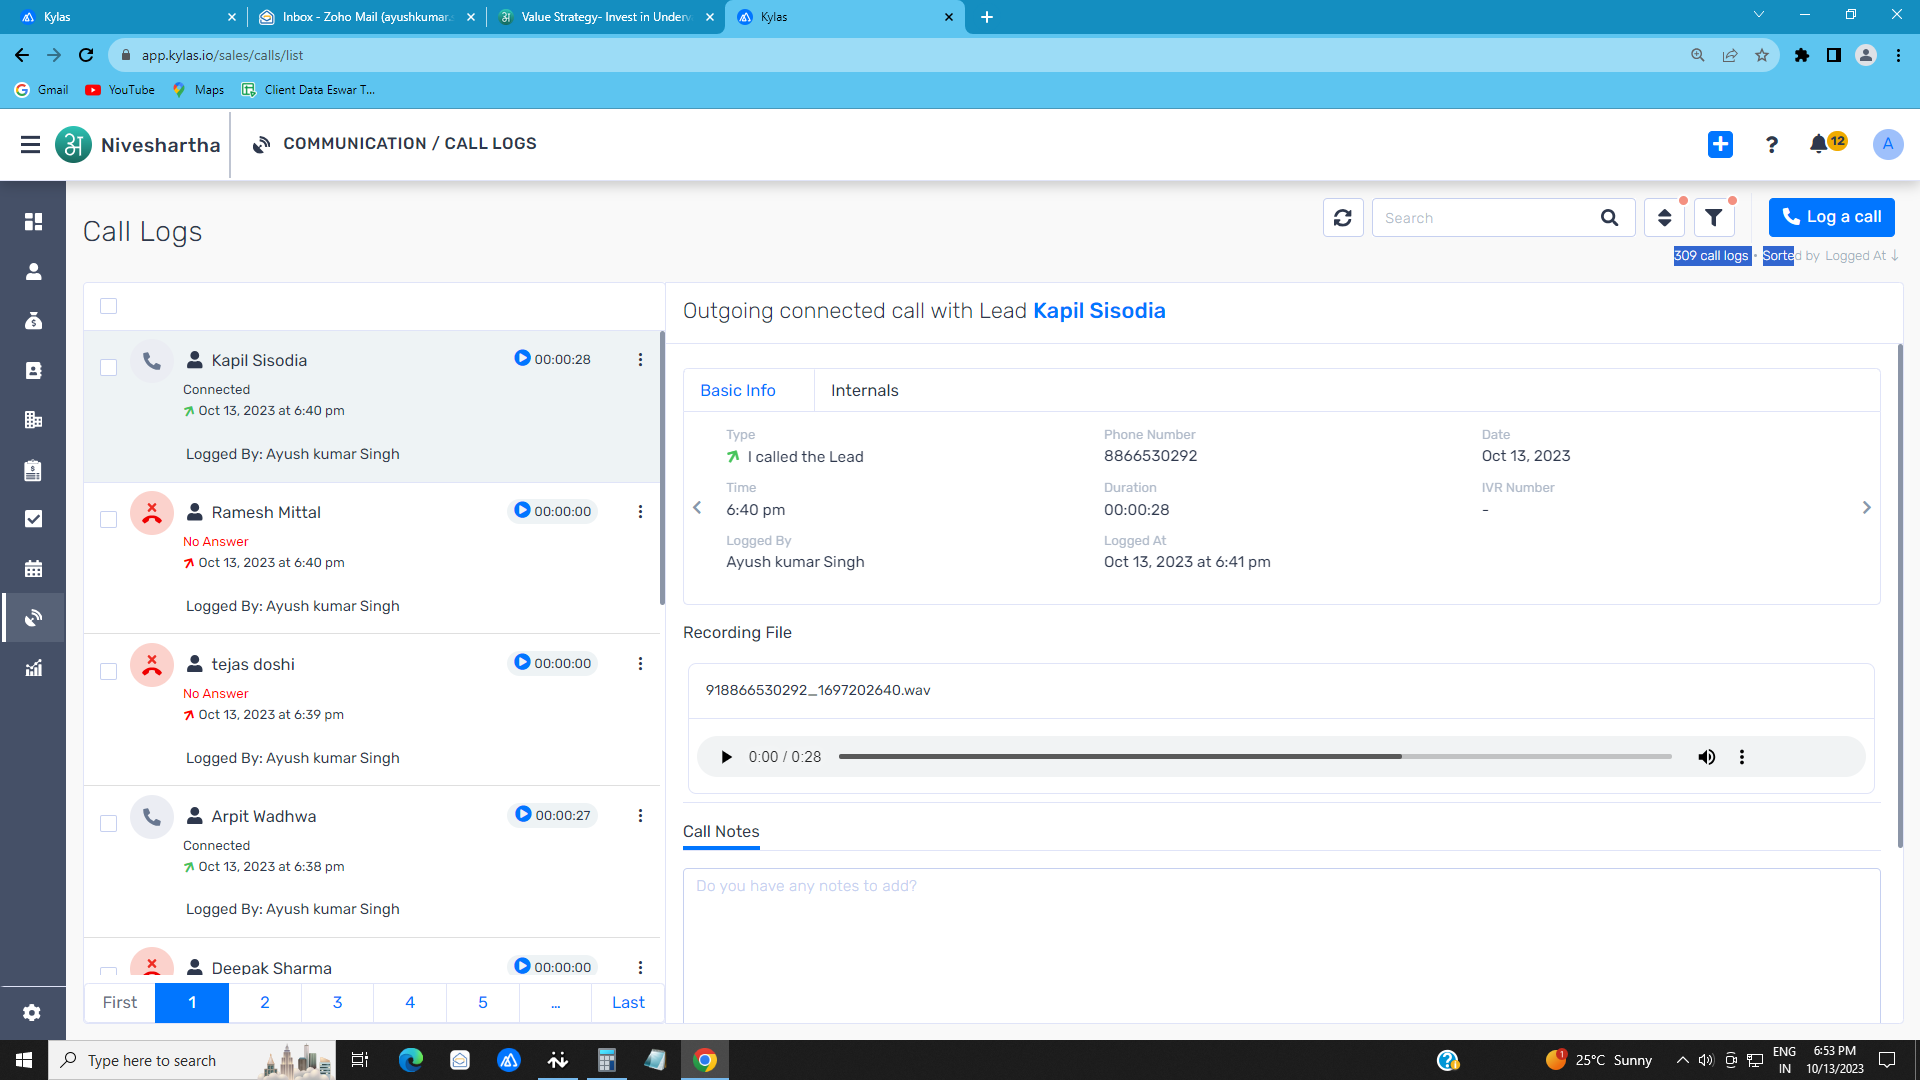 Kylas
Inbox - Zoho Mail (ayushkumar.
Value Strategy- Invest in Underv
Kylas
app.kylas.io/sales/calls/list
Gmail
YouTube
Maps
Client Data Eswar T...
अ
Niveshartha
COMMUNICATION / CALL LOGS
?
12
A
Call Logs
Search
Log a call
309 call logs • Sorted by Logged At ↓
Kapil Sisodia
00:00:28
Connected
Oct 13, 2023 at 6:40 pm
Logged By: Ayush kumar Singh
Ramesh Mittal
00:00:00
No Answer
Oct 13, 2023 at 6:40 pm
Logged By: Ayush kumar Singh
tejas doshi
00:00:00
No Answer
Oct 13, 2023 at 6:39 pm
Logged By: Ayush kumar Singh
Arpit Wadhwa
00:00:27
Connected
Oct 13, 2023 at 6:38 pm
Logged By: Ayush kumar Singh
Deepak Sharma
00:00:00
First
1
2
3
4
5
...
Last
Outgoing connected call with Lead Kapil Sisodia
Basic Info
Internals
Type
I called the Lead
Phone Number
8866530292
Date
Oct 13, 2023
Time
6:40 pm
Duration
00:00:28
IVR Number
-
Logged By
Ayush kumar Singh
Logged At
Oct 13, 2023 at 6:41 pm
Recording File
918866530292_1697202640.wav
0:00 / 0:28
Call Notes
Do you have any notes to add?
Type here to search
1
25°C Sunny
ENG
IN
6:53 PM
10/13/2023